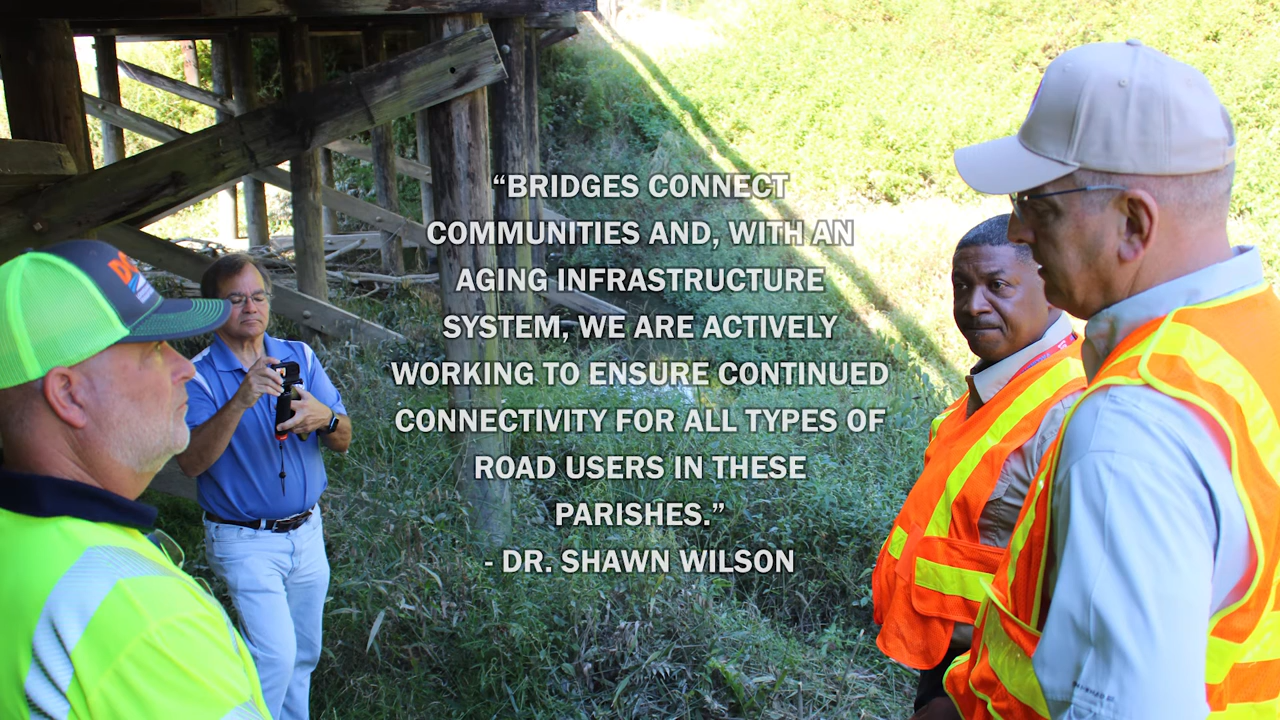 “BRIDGES CONNECT
COMMUNITIES AND, WITH AN
AGING INFRASTRUCTURE
SYSTEM, WE ARE ACTIVELY
WORKING TO ENSURE CONTINUED
CONNECTIVITY FOR ALL TYPES OF
ROAD USERS IN THESE
PARISHES.”
- DR. SHAWN WILSON